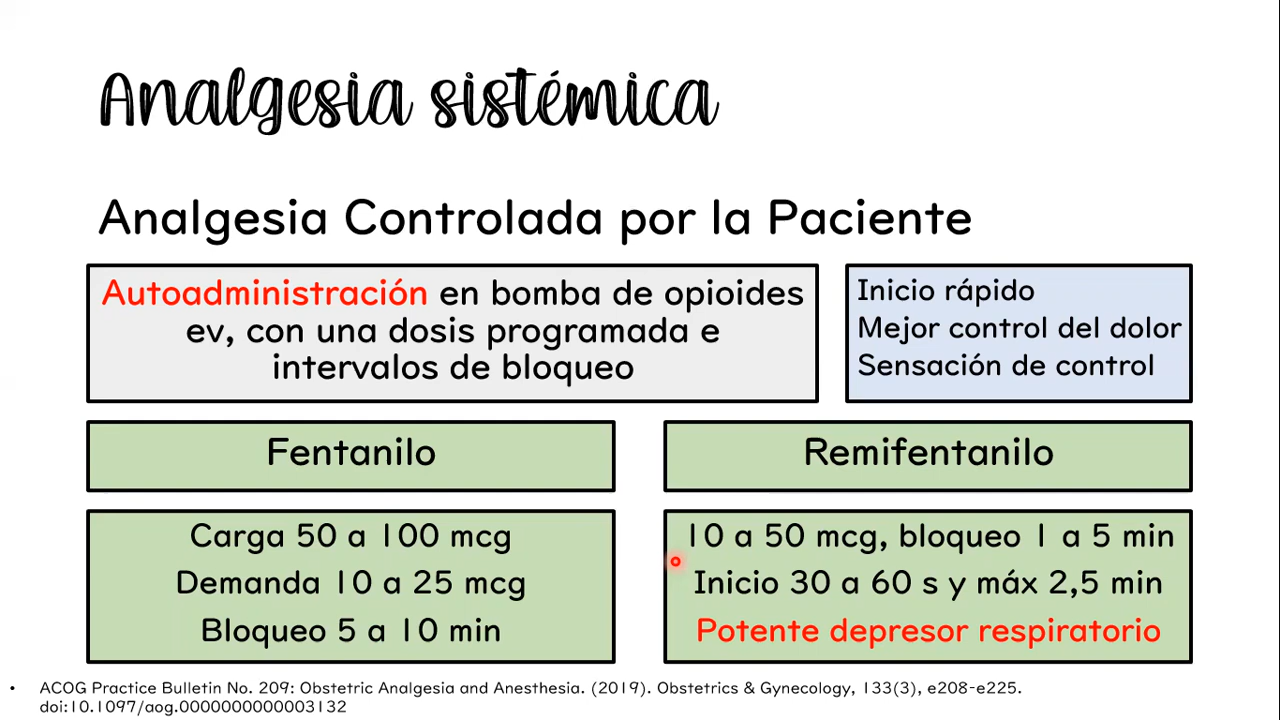 Analgesia sistémica
Analgesia Controlada por la Paciente
Autoadministración en bomba de opioides
ev, con una dosis programada e
intervalos de bloqueo
Inicio rápido
Mejor control del dolor
Sensación de control
Fentanilo
Remifentanilo
Carga 50 a 100 mcg
Demanda 10 a 25 mcg
Bloqueo 5 a 10 min
10 a 50 mcg, bloqueo 1 a 5 min
Inicio 30 a 60 s y máx 2,5 min
Potente depresor respiratorio
• ACOG Practice Bulletin No. 209: Obstetric Analgesia and Anesthesia. (2019). Obstetrics & Gynecology, 133(3), e208-e225.
doi:10.1097/aog.0000000000003132